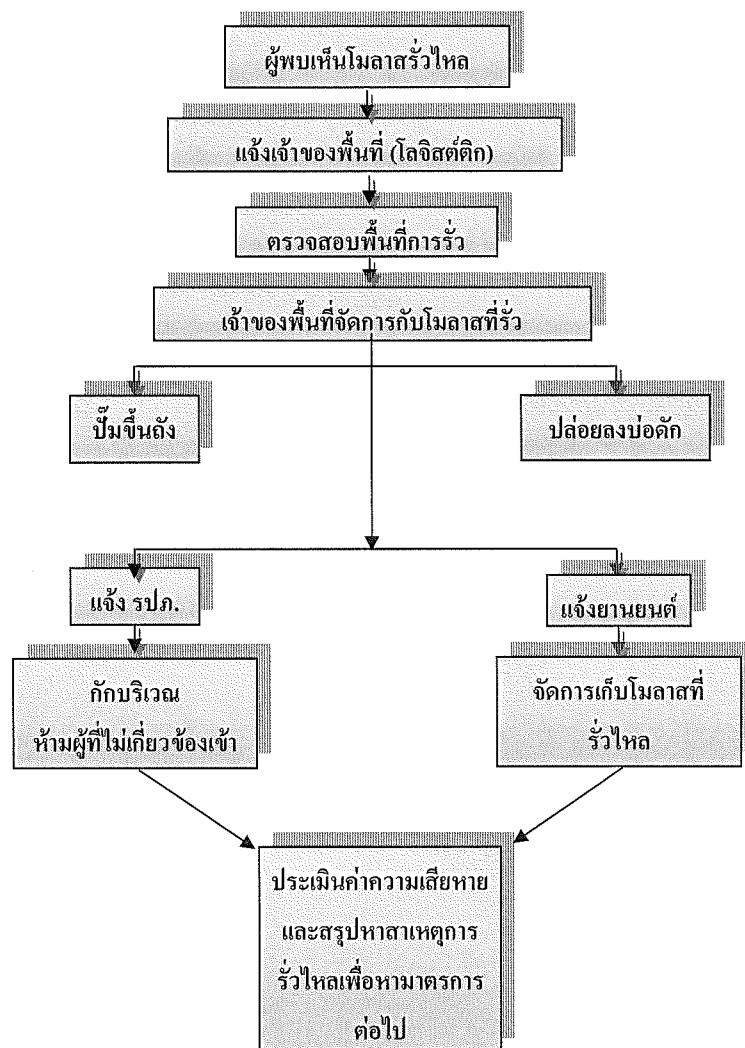 ผู้พบเห็นโมลาสรั่วไหล
แจ้งเจ้าของพื้นที่ (โลจิสต์ติก)
ตรวจสอบพื้นที่การรั่ว
เจ้าของพื้นที่จัดการกับโมลาสที่รั่ว
ปั๊มขึ้นถัง
ปล่อยลงบ่อดัก
แจ้ง รปภ.
แจ้งยานยนต์
กักบริเวณ
ห้ามผู้ที่ไม่เกี่ยวข้องเข้า
จัดการเก็บโมลาสที่
รั่วไหล
ประเมินค่าความเสียหาย
และสรุปหาสาเหตุการ
รั่วไหลเพื่อหามาตรการ
ต่อไป